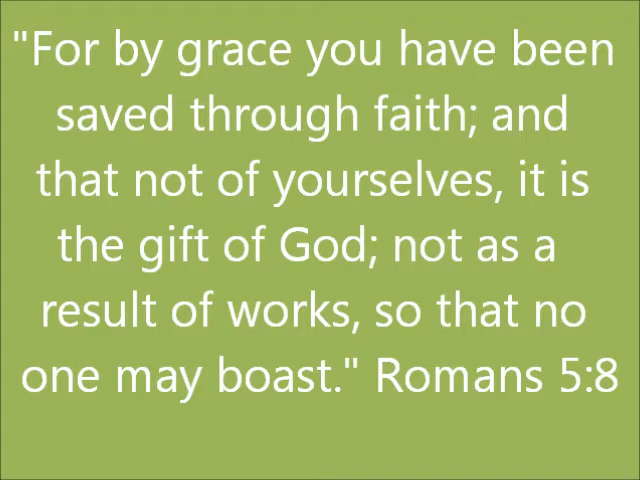 "For by grace you have been
saved through faith; and
that not of yourselves, it is
the gift of God; not as a
result of works, so that no
one may boast." Romans 5:8